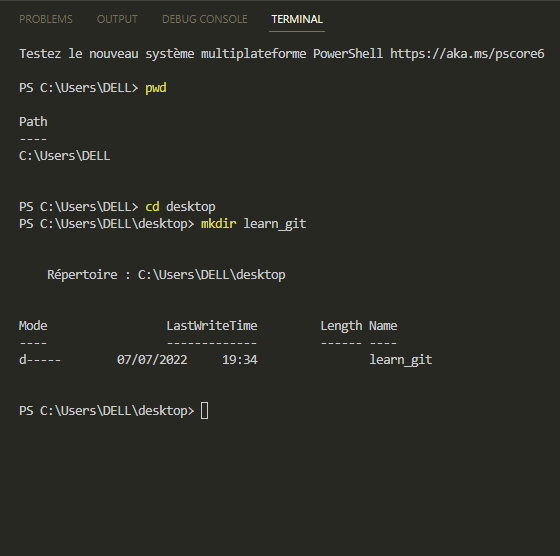 PROBLEMS OUTPUT DEBUG CONSOLE TERMINAL
Testez le nouveau système multiplateforme PowerShell https://aka.ms/pscore6
PS C:\Users\DELL> pwd
Path
----
C:\Users\DELL
PS C:\Users\DELL> cd desktop
PS C:\Users\DELL\desktop> mkdir learn_git
Répertoire : C:\Users\DELL\desktop
Mode LastWriteTime Length Name
---- ------------- ------ ----
d----- 07/07/2022 19:34 learn_git
PS C:\Users\DELL\desktop>